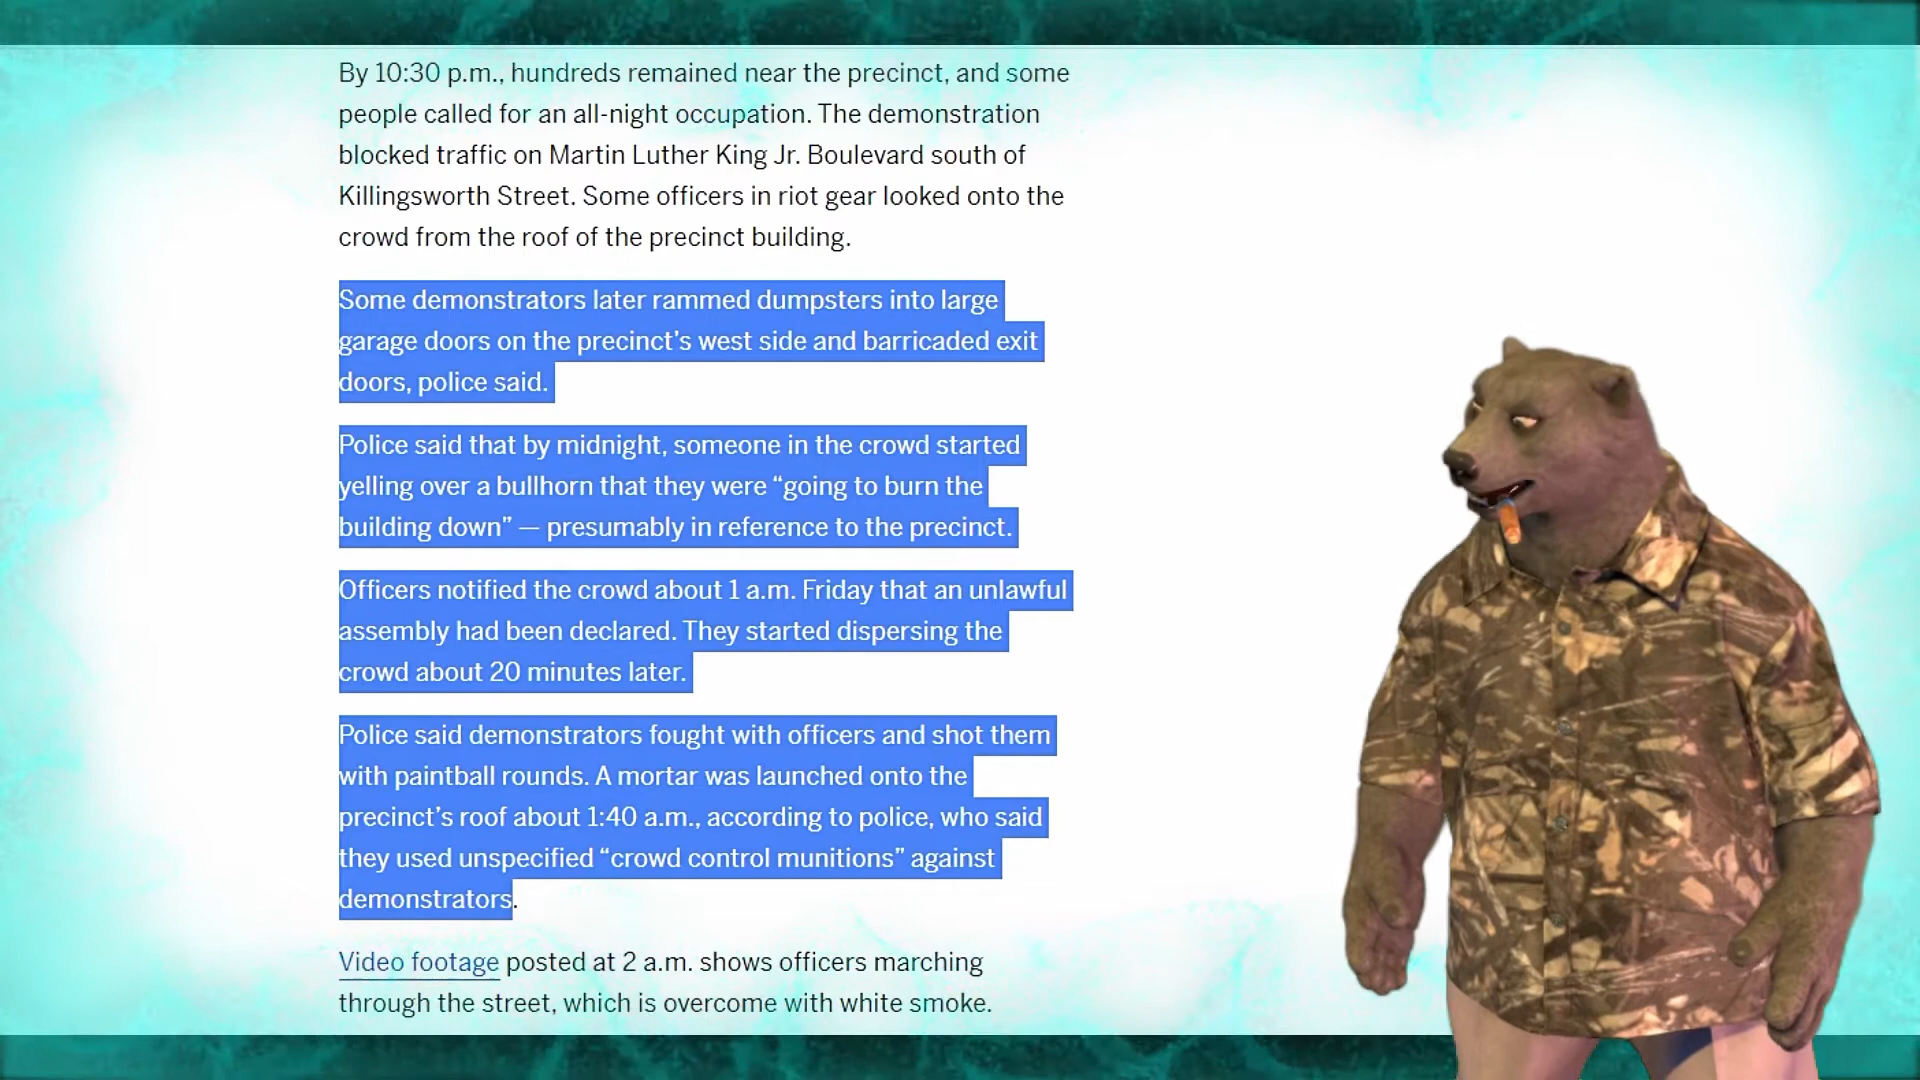 By 10:30 p.m., hundreds remained near the precinct, and some
people called for an all-night occupation. The demonstration
blocked traffic on Martin Luther King Jr. Boulevard south of
Killingsworth Street. Some officers in riot gear looked onto the
crowd from the roof of the precinct building.
Some demonstrators later rammed dumpsters into large
garage doors on the precinct’s west side and barricaded exit
doors, police said.
Police said that by midnight, someone in the crowd started
yelling over a bullhorn that they were “going to burn the
building down” — presumably in reference to the precinct.
Officers notified the crowd about 1 a.m. Friday that an unlawful
assembly had been declared. They started dispersing the
crowd about 20 minutes later.
Police said demonstrators fought with officers and shot them
with paintball rounds. A mortar was launched onto the
precinct’s roof about 1:40 a.m., according to police, who said
they used unspecified “crowd control munitions” against
demonstrators.
Video footage posted at 2 a.m. shows officers marching
through the street, which is overcome with white smoke.